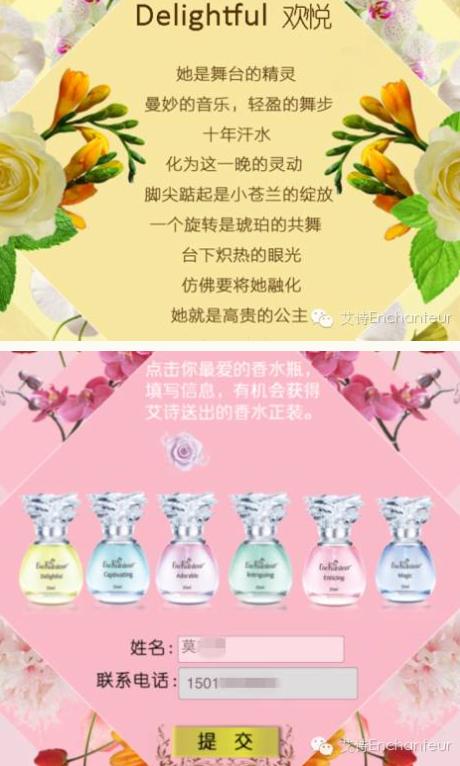 Delightful 欢悦
她是舞台的精灵
曼妙的音乐，轻盈的舞步
十年汗水
化为这一晚的灵动
脚尖踮起是小苍兰的绽放
一个旋转是琥珀的共舞
台下炽热的眼光
仿佛要将她融化
她就是高贵的公主
艾诗Enchanteur
点击你最爱的香水瓶，
填写信息，有机会获得
艾诗送出的香水正装。
Enchanteur Enchanteur Enchanteur Enchanteur Enchanteur Enchanteur
Delightful Captivating Adorable Intriguing Enticing Magic
姓名：莫
联系电话：1501
提 交
艾诗Enchanteur